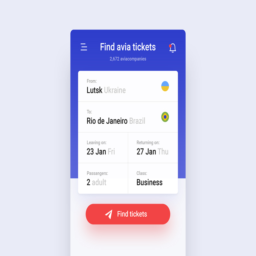 Find avia tickets
2,672 aviacompanies
From:
Lutsk Ukraine
To:
Rio de Janeiro Brazil
Leaving on:
Returning on:
23 Jan Fri
27 Jan Thu
Passengers:
Class:
2 adult
Business
Find tickets